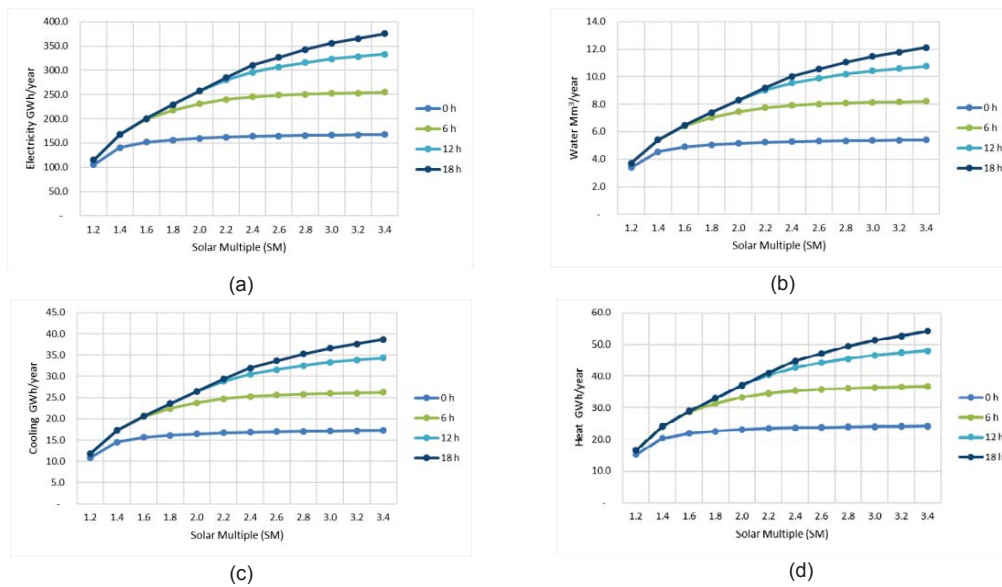 400.0
350.0
300.0
250.0
200.0
150.0
100.0
50.0
-
Electricity GWh/year
1.2 1.4 1.6 1.8 2.0 2.2 2.4 2.6 2.8 3.0 3.2 3.4
Solar Multiple (SM)
0 h
6 h
12 h
18 h
(a)
14.0
12.0
10.0
8.0
6.0
4.0
2.0
-
Water Mm³/year
1.2 1.4 1.6 1.8 2.0 2.2 2.4 2.6 2.8 3.0 3.2 3.4
Solar Multiple (SM)
0 h
6 h
12 h
18 h
(b)
45.0
40.0
35.0
30.0
25.0
20.0
15.0
10.0
5.0
-
Cooling GWh/year
1.2 1.4 1.6 1.8 2.0 2.2 2.4 2.6 2.8 3.0 3.2 3.4
Solar Multiple (SM)
0 h
6 h
12 h
18 h
(c)
60.0
50.0
40.0
30.0
20.0
10.0
-
Heat GWh/year
1.2 1.4 1.6 1.8 2.0 2.2 2.4 2.6 2.8 3.0 3.2 3.4
Solar Multiple (SM)
0 h
6 h
12 h
18 h
(d)